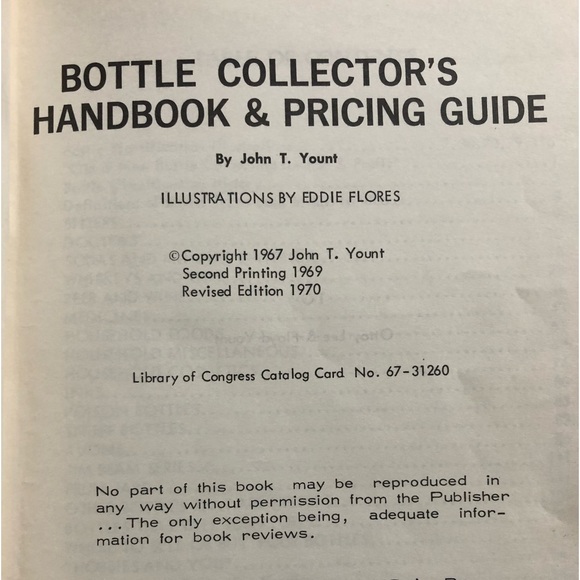 BOTTLE COLLECTOR'S
HANDBOOK & PRICING GUIDE
By John T. Yount
ILLUSTRATIONS BY EDDIE FLORES
©Copyright 1967 John T. Yount
Second Printing 1969
Revised Edition 1970
Library of Congress Catalog Card No. 67-31260
No part of this book may be reproduced in
any way without permission from the Publisher
...The only exception being, adequate infor-
mation for book reviews.